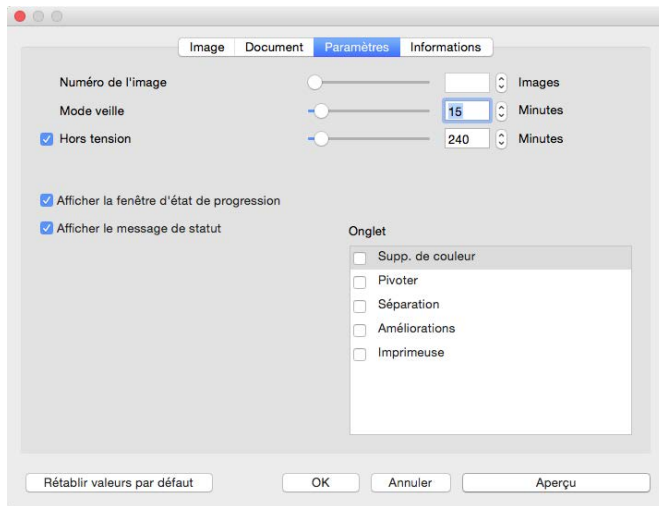 Image Document Paramètres Informations
Numéro de l'image Images
Mode veille 15 Minutes
Hors tension 240 Minutes
Afficher la fenêtre d'état de progression
Afficher le message de statut
Onglet
Supp. de couleur
Pivoter
Séparation
Améliorations
Imprimeuse
Rétablir valeurs par défaut OK Annuler Aperçu